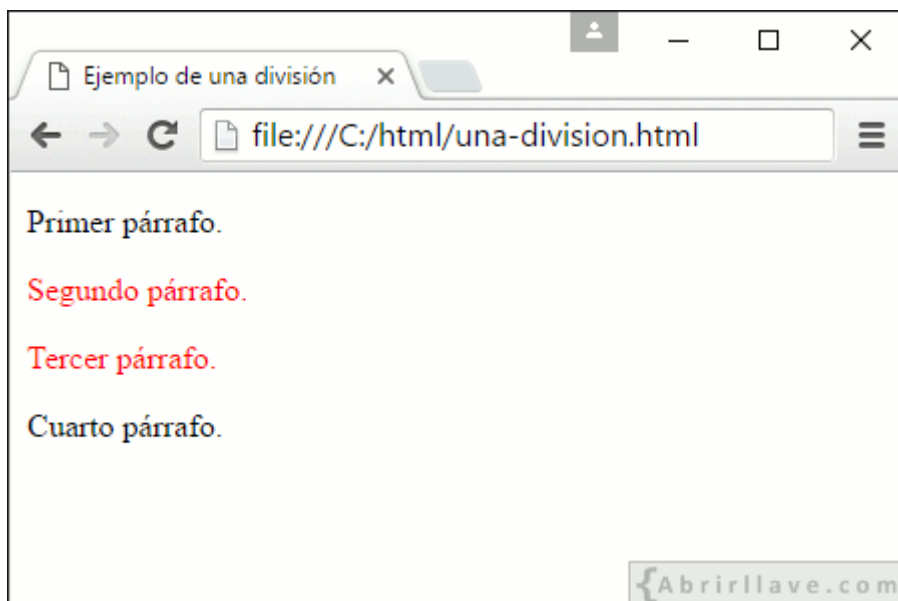 Ejemplo de una división
file:///C:/html/una-division.html
Primer párrafo.
Segundo párrafo.
Tercer párrafo.
Cuarto párrafo.
{Abrirllave.com